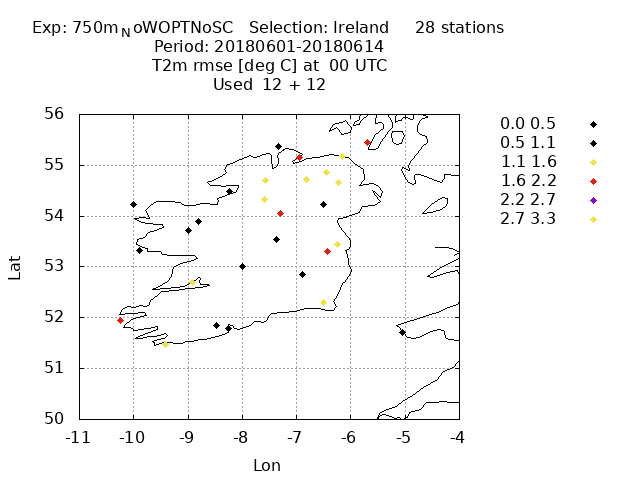 Exp: 750mNoWOPTNoSC Selection: Ireland 28 stations
Period: 20180601-20180614
T2m rmse [deg C] at 00 UTC
Used 12 + 12
56
55
54
53
52
51
50
Lat
-11 -10 -9 -8 -7 -6 -5 -4
Lon
0.0 0.5
0.5 1.1
1.1 1.6
1.6 2.2
2.2 2.7
2.7 3.3